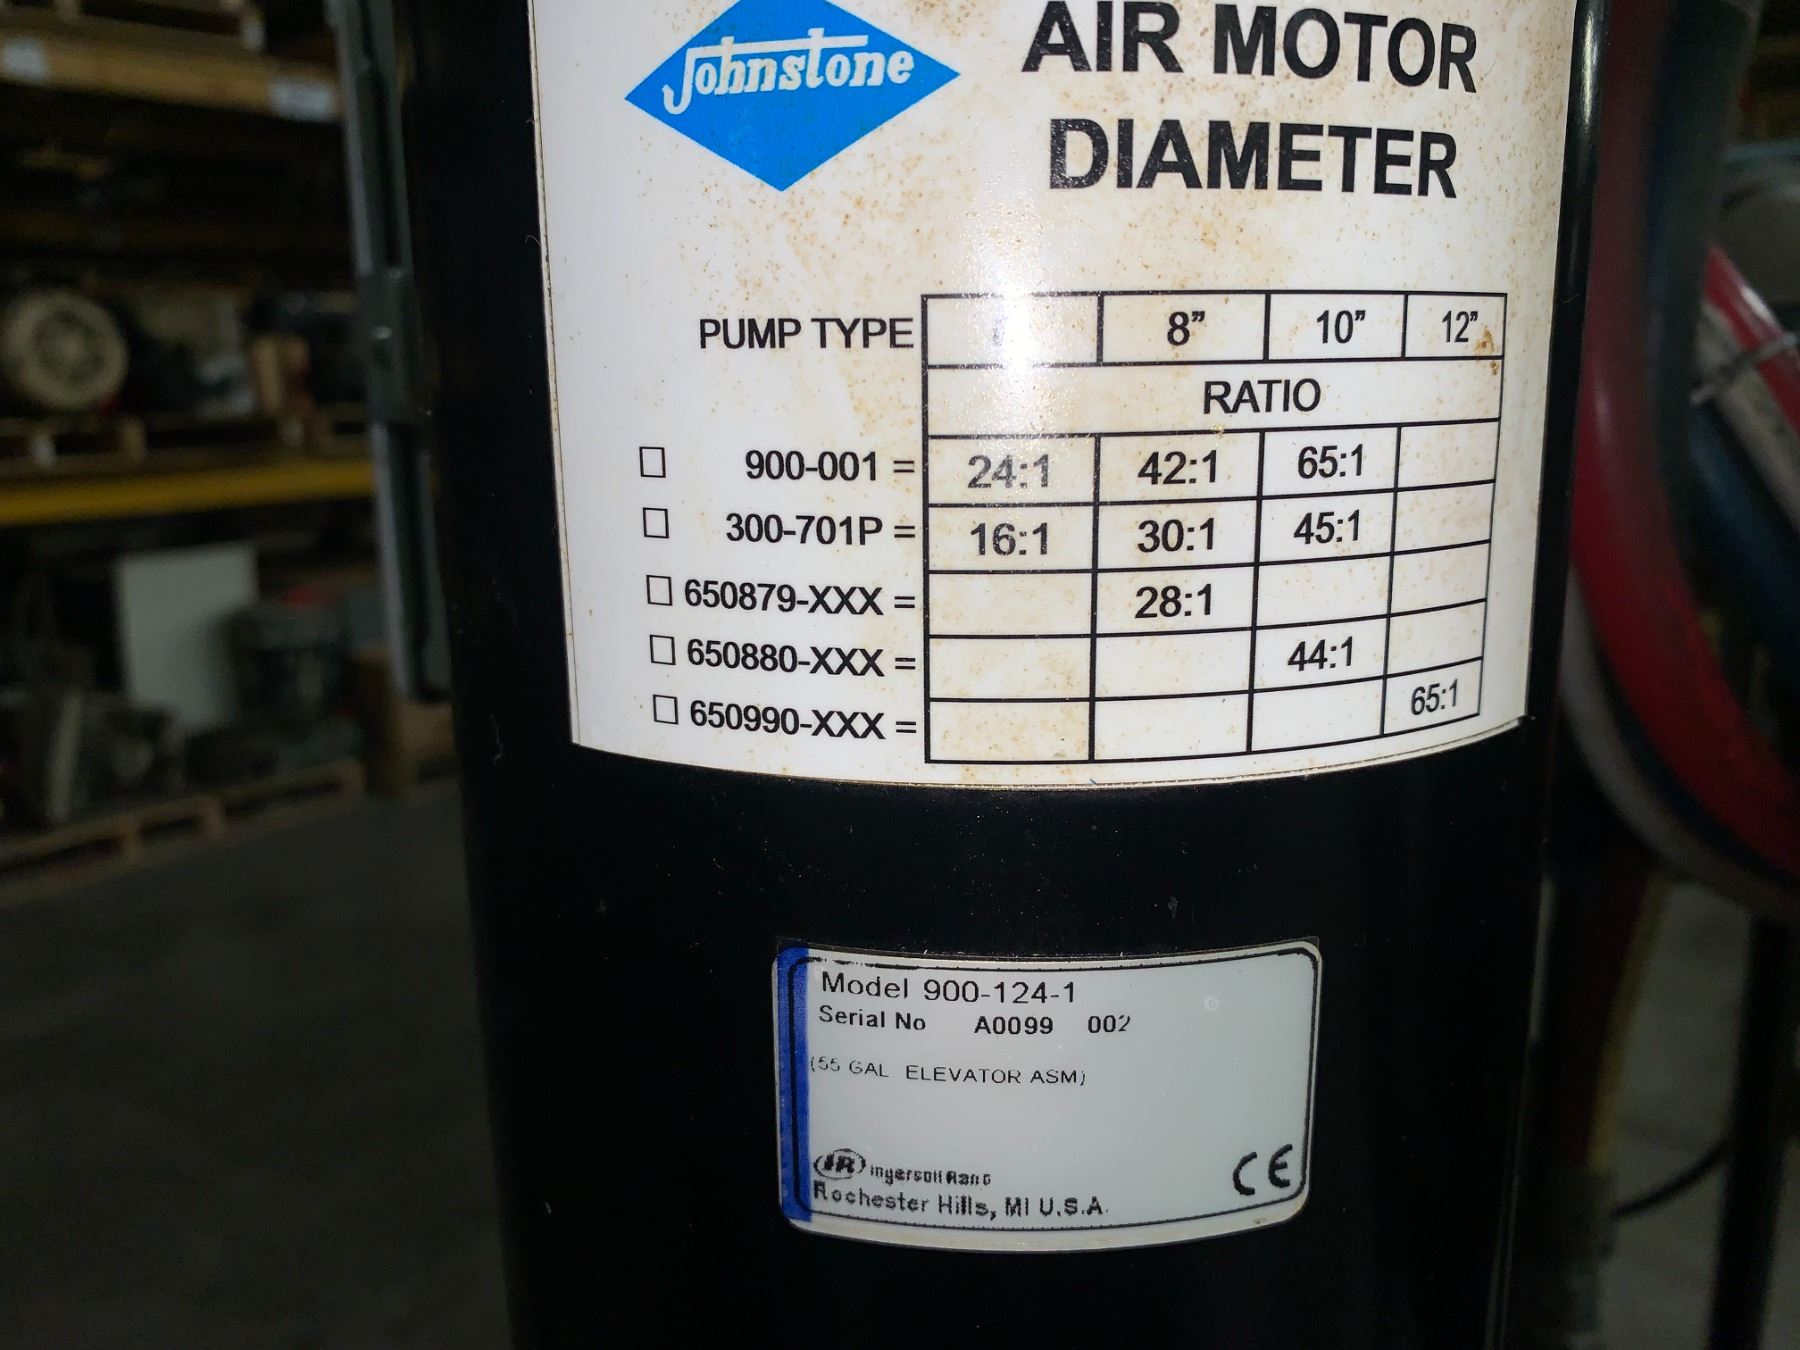 Johnstone
AIR MOTOR
DIAMETER
PUMP TYPE 8” 10” 12”
RATIO
900-001 = 24:1 42:1 65:1
300-701P = 16:1 30:1 45:1
650879-XXX = 28:1
650880-XXX = 44:1
650990-XXX = 65:1
Model 900-124-1
Serial No A0099 002
(55 GAL. ELEVATOR ASM)
IR Ingersoll Rand
Rochester Hills, MI U.S.A.
CE